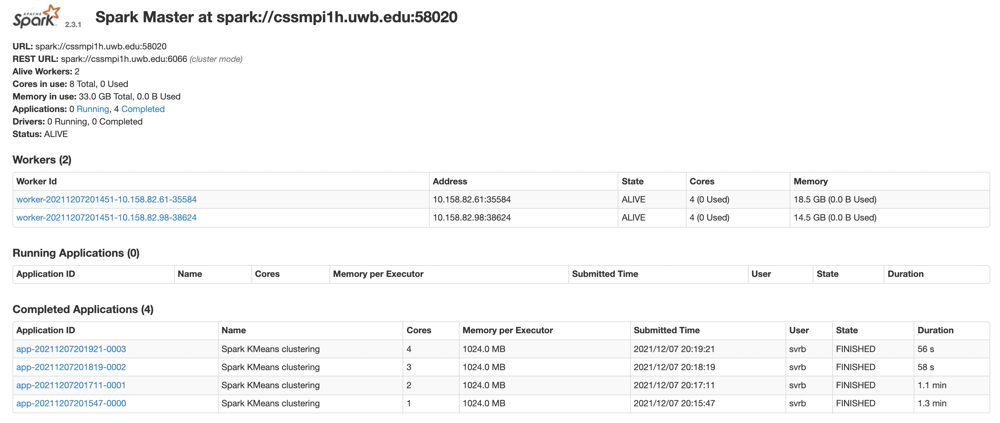 APACHE
Spark 2.3.1 Spark Master at spark://cssmpi1h.uwb.edu:58020
URL: spark://cssmpi1h.uwb.edu:58020
REST URL: spark://cssmpi1h.uwb.edu:6066 (cluster mode)
Alive Workers: 2
Cores in use: 8 Total, 0 Used
Memory in use: 33.0 GB Total, 0.0 B Used
Applications: 0 Running, 4 Completed
Drivers: 0 Running, 0 Completed
Status: ALIVE
Workers (2)
Worker Id Address State Cores Memory
worker-20211207201451-10.158.82.61-35584 10.158.82.61:35584 ALIVE 4 (0 Used) 18.5 GB (0.0 B Used)
worker-20211207201451-10.158.82.98-38624 10.158.82.98:38624 ALIVE 4 (0 Used) 14.5 GB (0.0 B Used)
Running Applications (0)
Application ID Name Cores Memory per Executor Submitted Time User State Duration
Completed Applications (4)
Application ID Name Cores Memory per Executor Submitted Time User State Duration
app-20211207201921-0003 Spark KMeans clustering 4 1024.0 MB 2021/12/07 20:19:21 svrb FINISHED 56 s
app-20211207201819-0002 Spark KMeans clustering 3 1024.0 MB 2021/12/07 20:18:19 svrb FINISHED 58 s
app-20211207201711-0001 Spark KMeans clustering 2 1024.0 MB 2021/12/07 20:17:11 svrb FINISHED 1.1 min
app-20211207201547-0000 Spark KMeans clustering 1 1024.0 MB 2021/12/07 20:15:47 svrb FINISHED 1.3 min